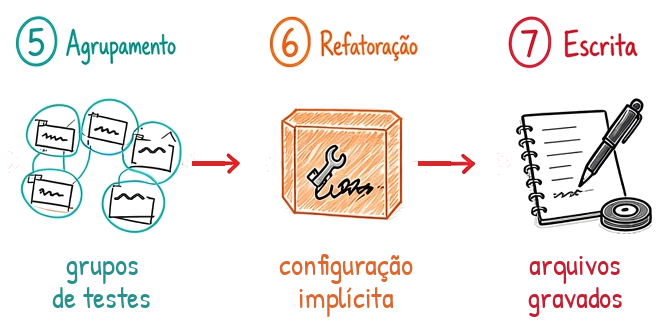 5 Agrupamento
6 Refatoração
7 Escrita
grupos
de testes
configuração
implícita
arquivos
gravados